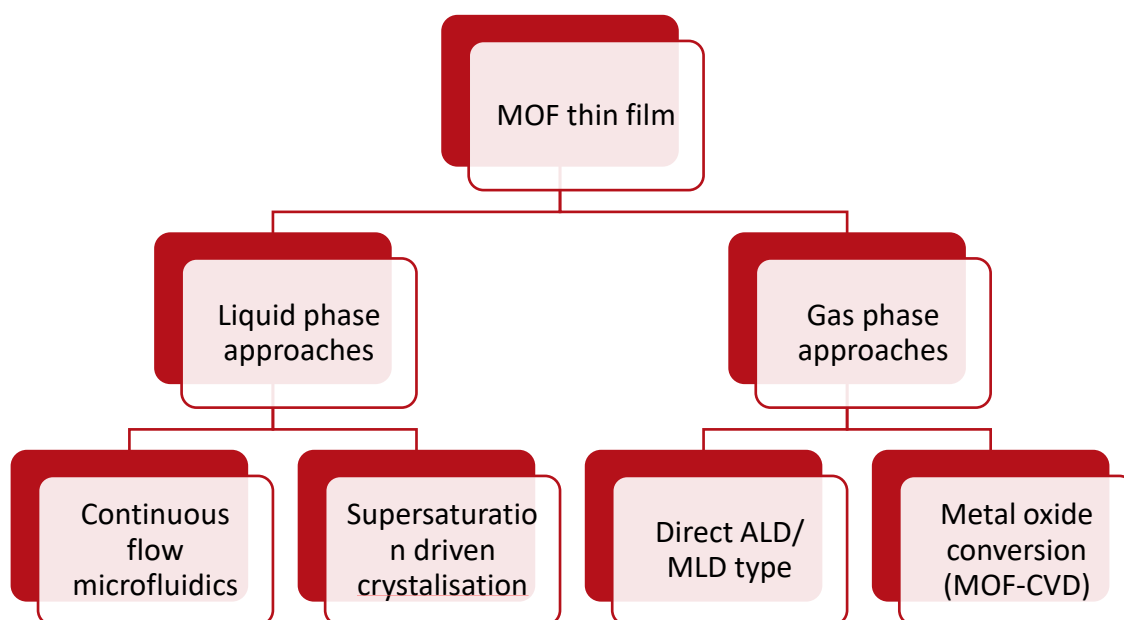 MOF thin film
Liquid phase
approaches
Gas phase
approaches
Continuous
flow
microfluidics
Supersaturatio
n driven
crystalisation
Direct ALD/
MLD type
Metal oxide
conversion
(MOF-CVD)